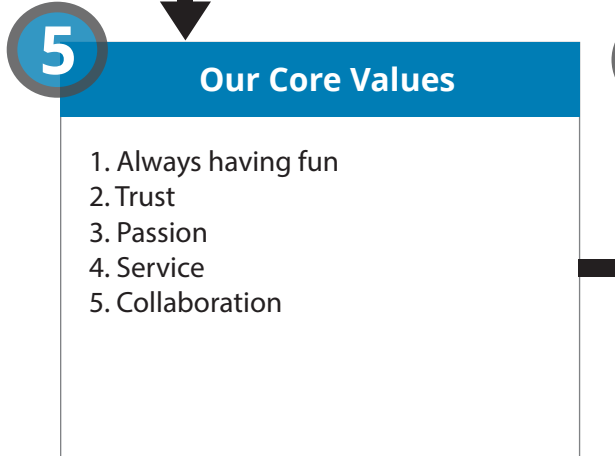 5
Our Core Values
1. Always having fun
2. Trust
3. Passion
4. Service
5. Collaboration